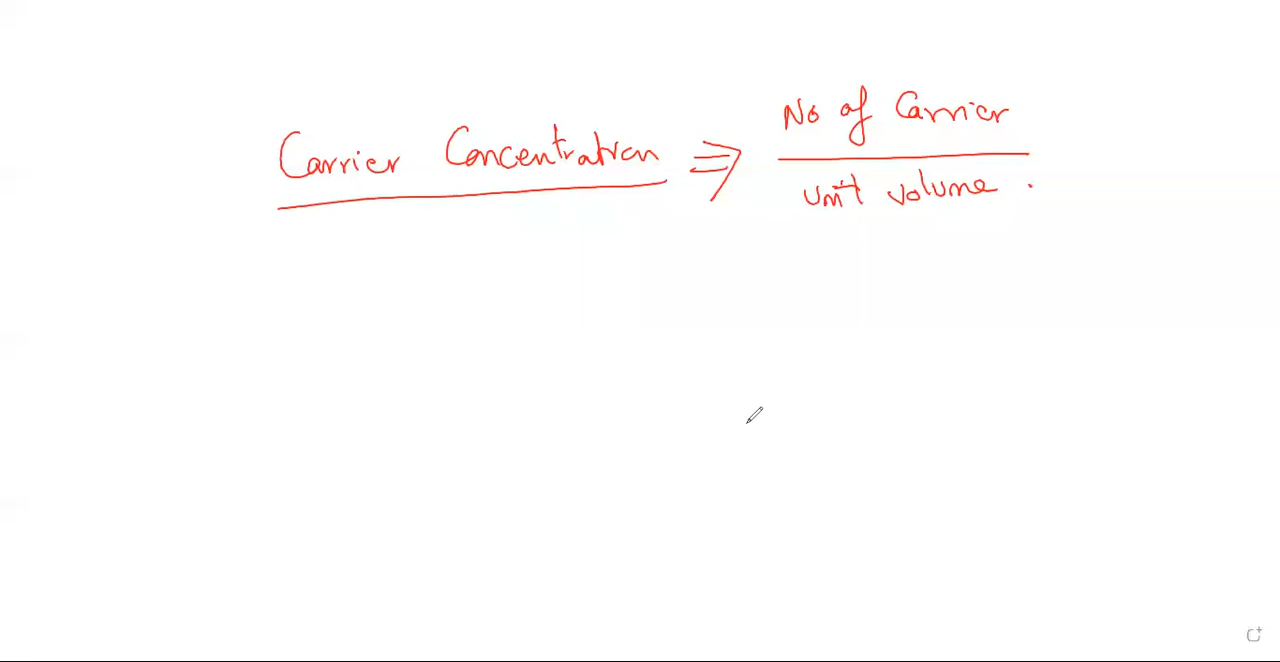 Carrier Concentration ⇒ No of Carrier
unit volume.